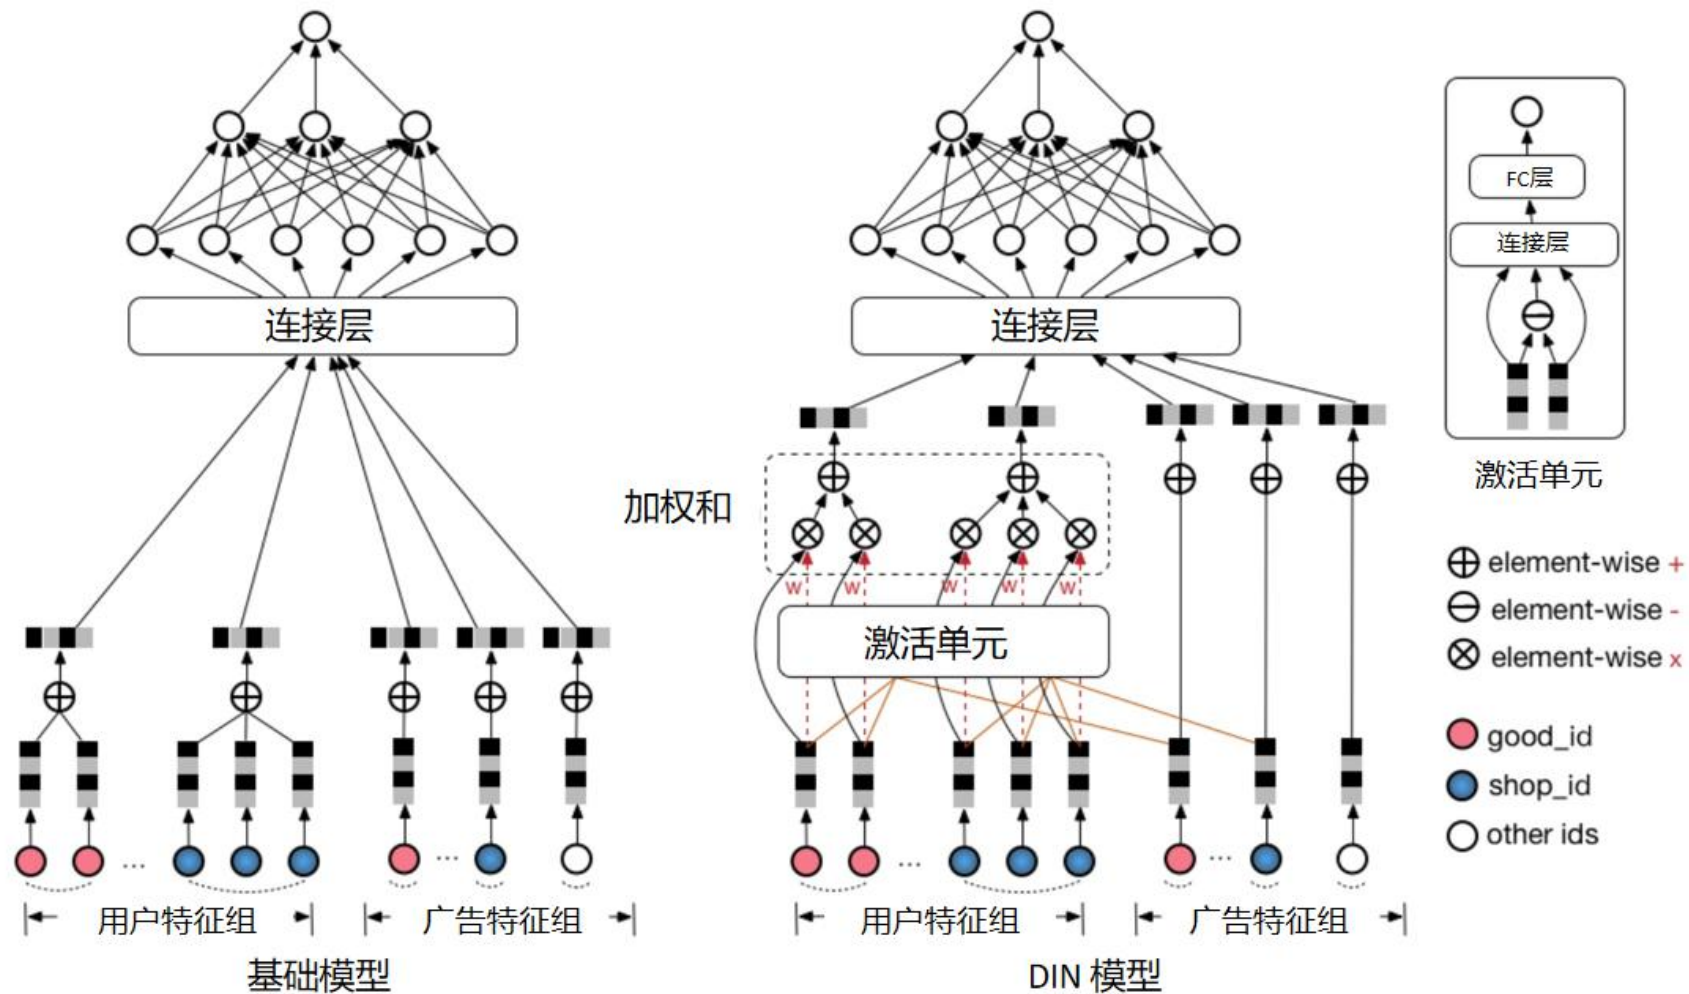 连接层
... ...
用户特征组
广告特征组
基础模型
连接层
加权和
w w w w w
激活单元
... ...
用户特征组
广告特征组
DIN 模型
FC层
连接层
激活单元
element-wise +
element-wise -
element-wise x
good_id
shop_id
other ids